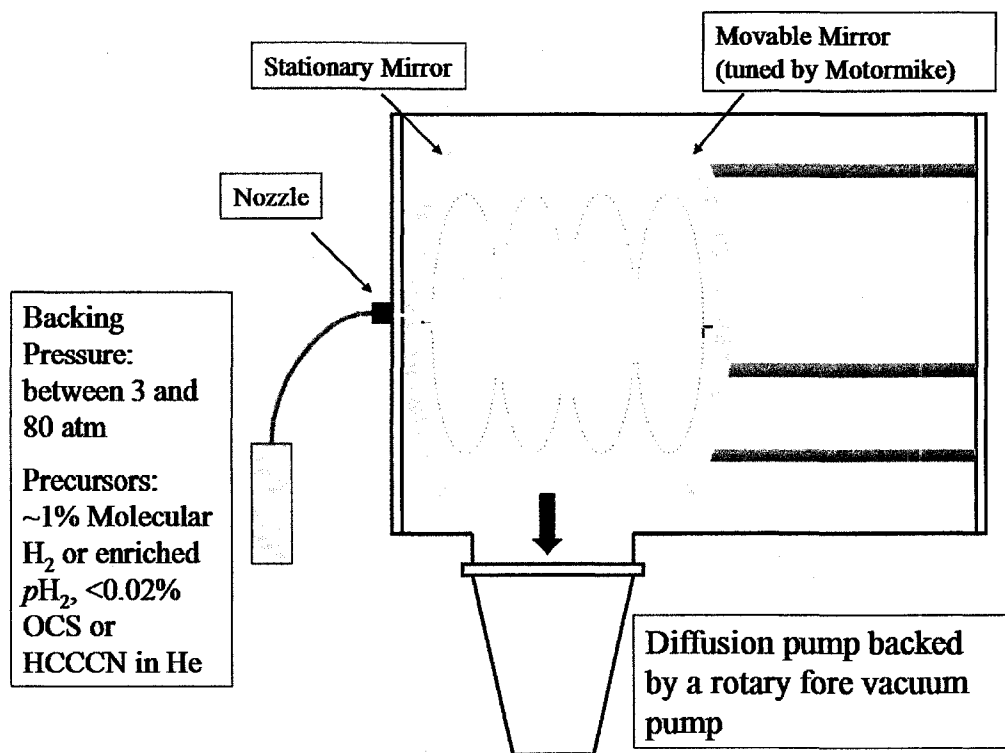 Stationary Mirror
Movable Mirror
(tuned by Motormike)
Nozzle
Backing
Pressure:
between 3 and
80 atm
Precursors:
~1% Molecular
H₂ or enriched
pH₂, <0.02%
OCS or
HCCCN in He
Diffusion pump backed
by a rotary fore vacuum
pump